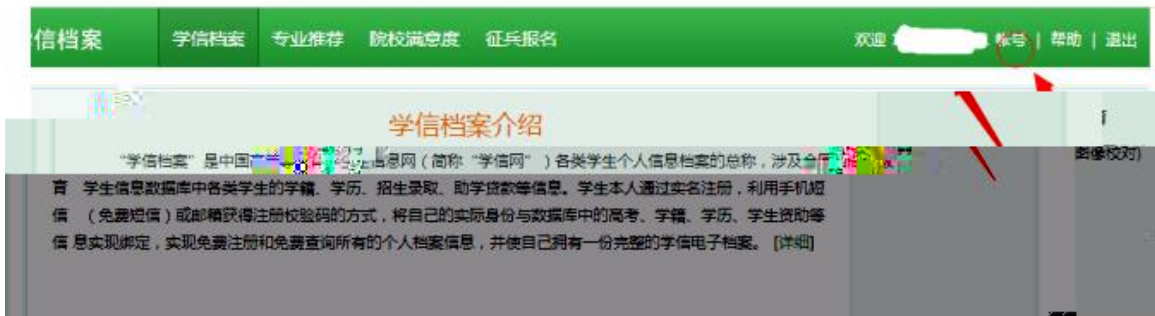 信档案 学信档案 专业推荐 院校满意度 征兵报名 欢迎 账号 | 帮助 | 退出
学信档案介绍
“学信档案”是中国 信息网(简称“学信网”)各类学生个人信息档案的总称,涉及全国
图像校对)
育 学生信息数据库中各类学生的学籍、学历、招生录取、助学贷款等信息。学生本人通过实名注册,利用手机短
信 (免费短信)或邮箱获得注册校验码的方式,将自己的实际身份与数据库中的高考、学籍、学历、学生资助等
信 息实现绑定,实现免费注册和免费查询所有的个人档案信息,并使自己拥有一份完整的学信电子档案。 [详细]